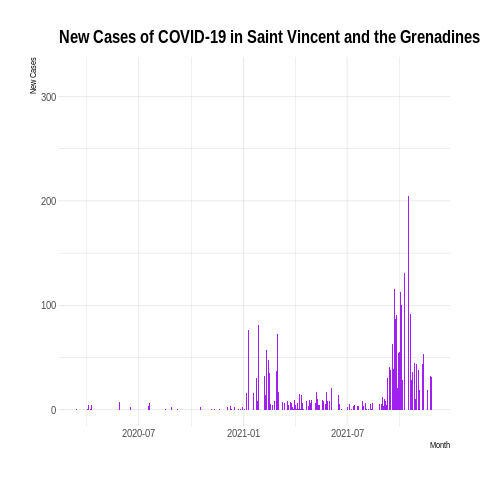 New Cases of COVID-19 in Saint Vincent and the Grenadines
New Cases
300
200
100
0
2020-07 2021-01 2021-07
Month